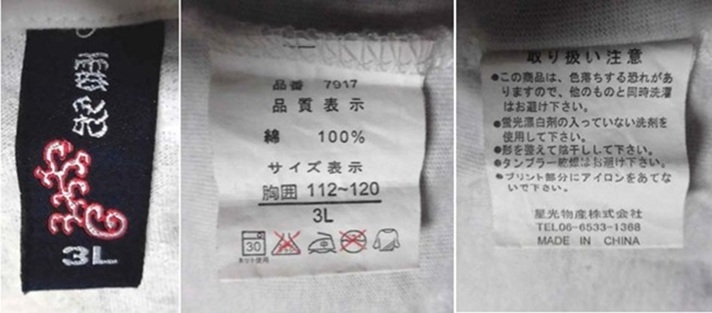 3L
品番 7917
品質表示
綿 100%
サイズ表示
胸囲 112~120
3L
30
ネット使用
取り扱い注意
●この商品は、色落ちする恐れがあ
りますので、他のものと同時洗濯
はお避け下さい。
●蛍光漂白剤の入っていない洗剤を
使用して下さい。
●形を整えて陰干しして下さい。
●タンブラー乾燥はお避け下さい。
●プリント部分にアイロンをあてな
いで下さい。
星光物産株式会社
TEL06-6533-1368
MADE IN CHINA